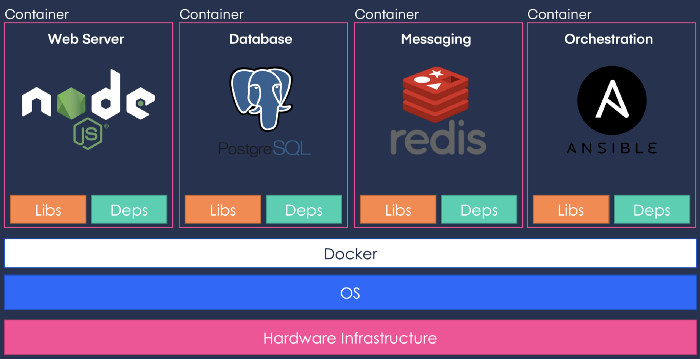 Container
Web Server
node
JS
Libs
Deps
Container
Database
PostgreSQL
Libs
Deps
Container
Messaging
redis
Libs
Deps
Container
Orchestration
A
ANSIBLE
Libs
Deps
Docker
OS
Hardware Infrastructure